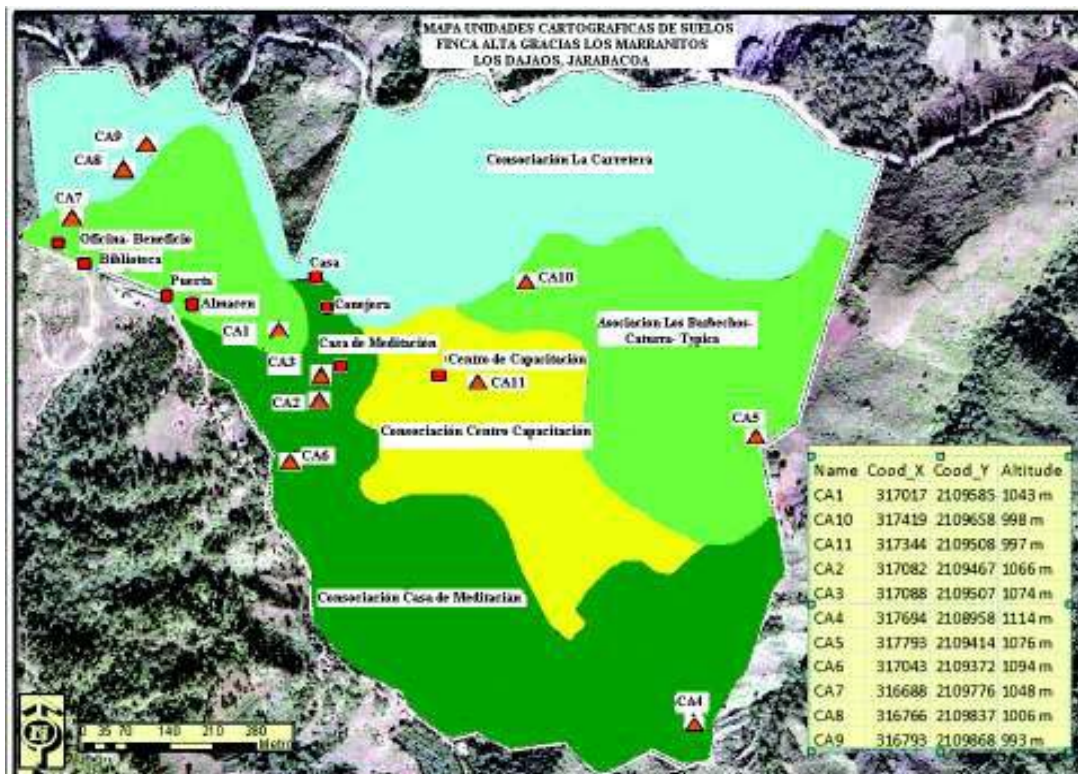 MAPA UNIDADES CARTOGRAFICAS DE SUELOS
FINCA ALTA GRACIAS LOS MARRANITOS
LOS DAJAOS, JARABACOA
CA9
CA8
CA7
Consociación La Carretera
Oficina- Beneficio
Biblioteca
Puerta
Almacen
Casa
Conejera
CA10
CA1
CA3
Casa de Meditación
Centro de Capacitación
CA11
Asociacion Los Barbechos-
Caturra- Typica
CA2
Consociación Centro Capacitación
CA5
CA6
Consociación Casa de Meditación
CA4
Name Cood_X Cood_Y Altitude
CA1 317017 2109585 1043 m
CA10 317419 2109658 998 m
CA11 317344 2109508 997 m
CA2 317082 2109467 1066 m
CA3 317088 2109507 1074 m
CA4 317694 2108958 1114 m
CA5 317793 2109414 1076 m
CA6 317043 2109372 1094 m
CA7 316688 2109776 1048 m
CA8 316766 2109837 1006 m
CA9 316793 2109868 993 m
N
0 35 70 140 210 280